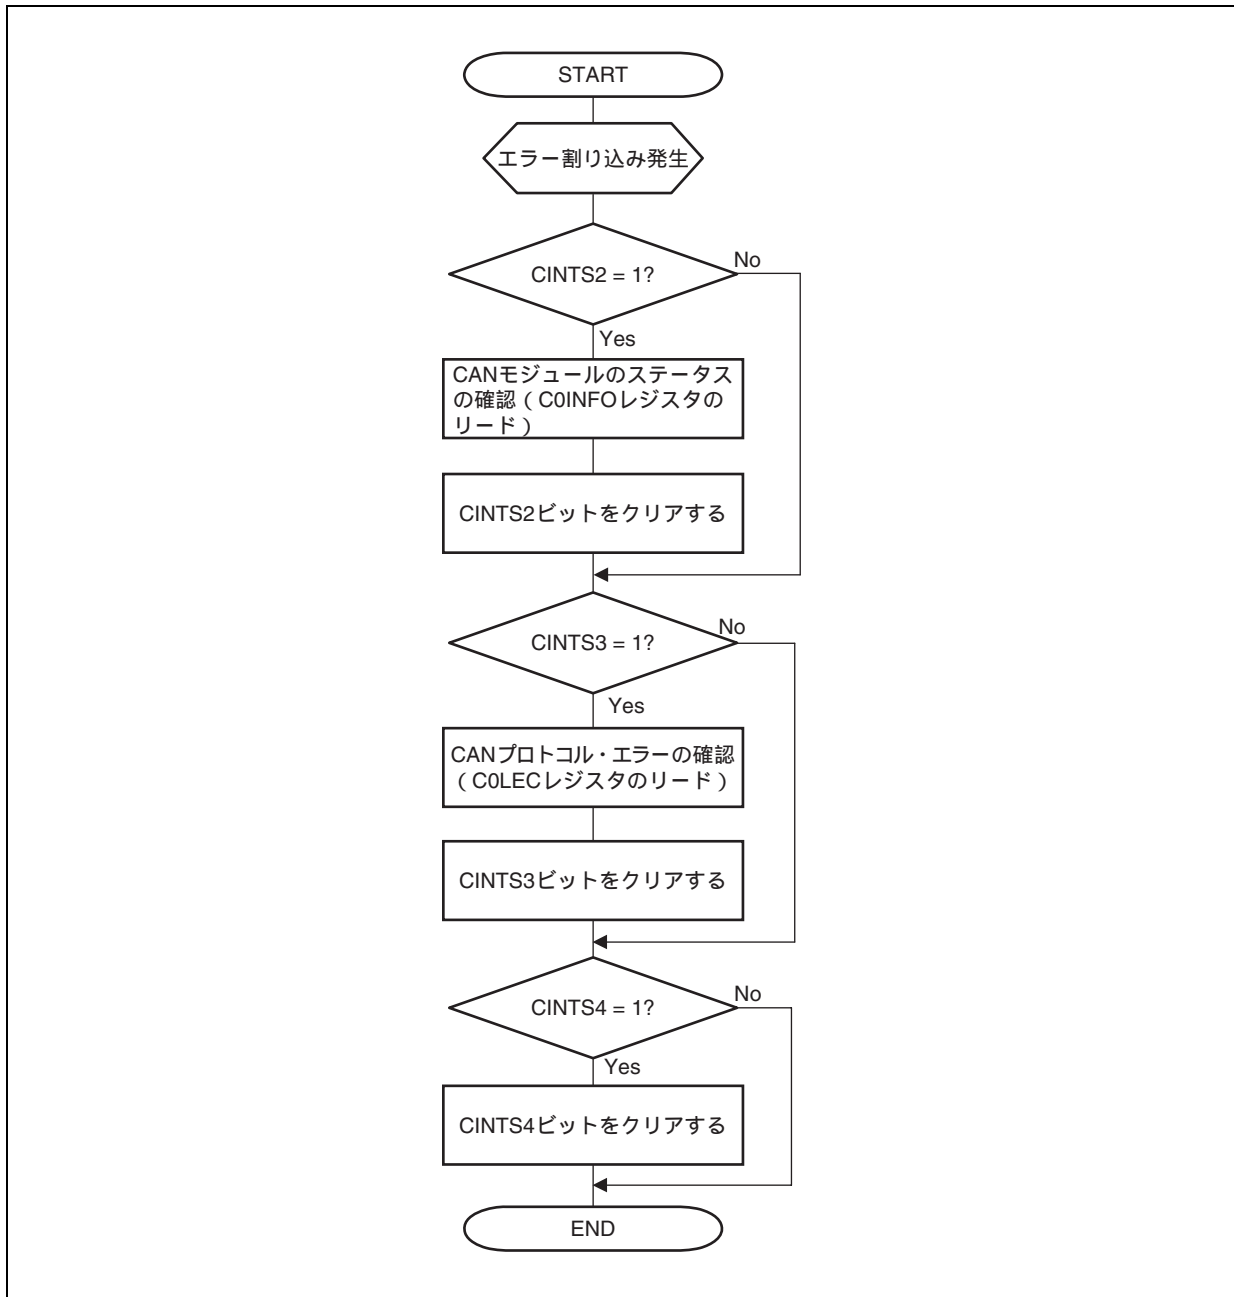 START
エラー割り込み発生
CINTS2 = 1?
No
Yes
CANモジュールのステータス
の確認（C0INFOレジスタの
リード）
CINTS2ビットをクリアする
CINTS3 = 1?
No
Yes
CANプロトコル・エラーの確認
（C0LECレジスタのリード）
CINTS3ビットをクリアする
CINTS4 = 1?
No
Yes
CINTS4ビットをクリアする
END